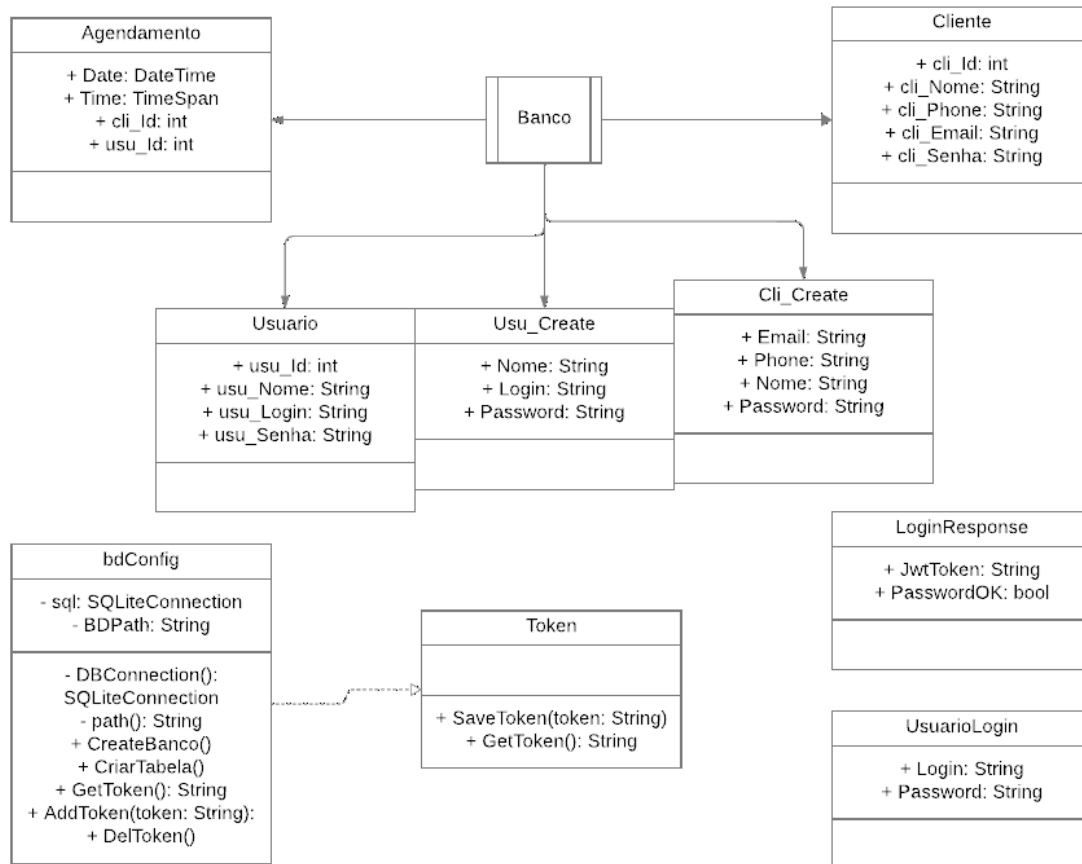 Agendamento
+ Date: DateTime
+ Time: TimeSpan
+ cli_Id: int
+ usu_Id: int
Banco
Cliente
+ cli_Id: int
+ cli_Nome: String
+ cli_Phone: String
+ cli_Email: String
+ cli_Senha: String
Usuario
+ usu_Id: int
+ usu_Nome: String
+ usu_Login: String
+ usu_Senha: String
Usu_Create
+ Nome: String
+ Login: String
+ Password: String
Cli_Create
+ Email: String
+ Phone: String
+ Nome: String
+ Password: String
bdConfig
- sql: SQLiteConnection
- BDPath: String
- DBConnection():
SQLiteConnection
- path(): String
+ CreateBanco()
+ CriarTabela()
+ GetToken(): String
+ AddToken(token: String):
+ DelToken()
Token
+ SaveToken(token: String)
+ GetToken(): String
LoginResponse
+ JwtToken: String
+ PasswordOK: bool
UsuarioLogin
+ Login: String
+ Password: String